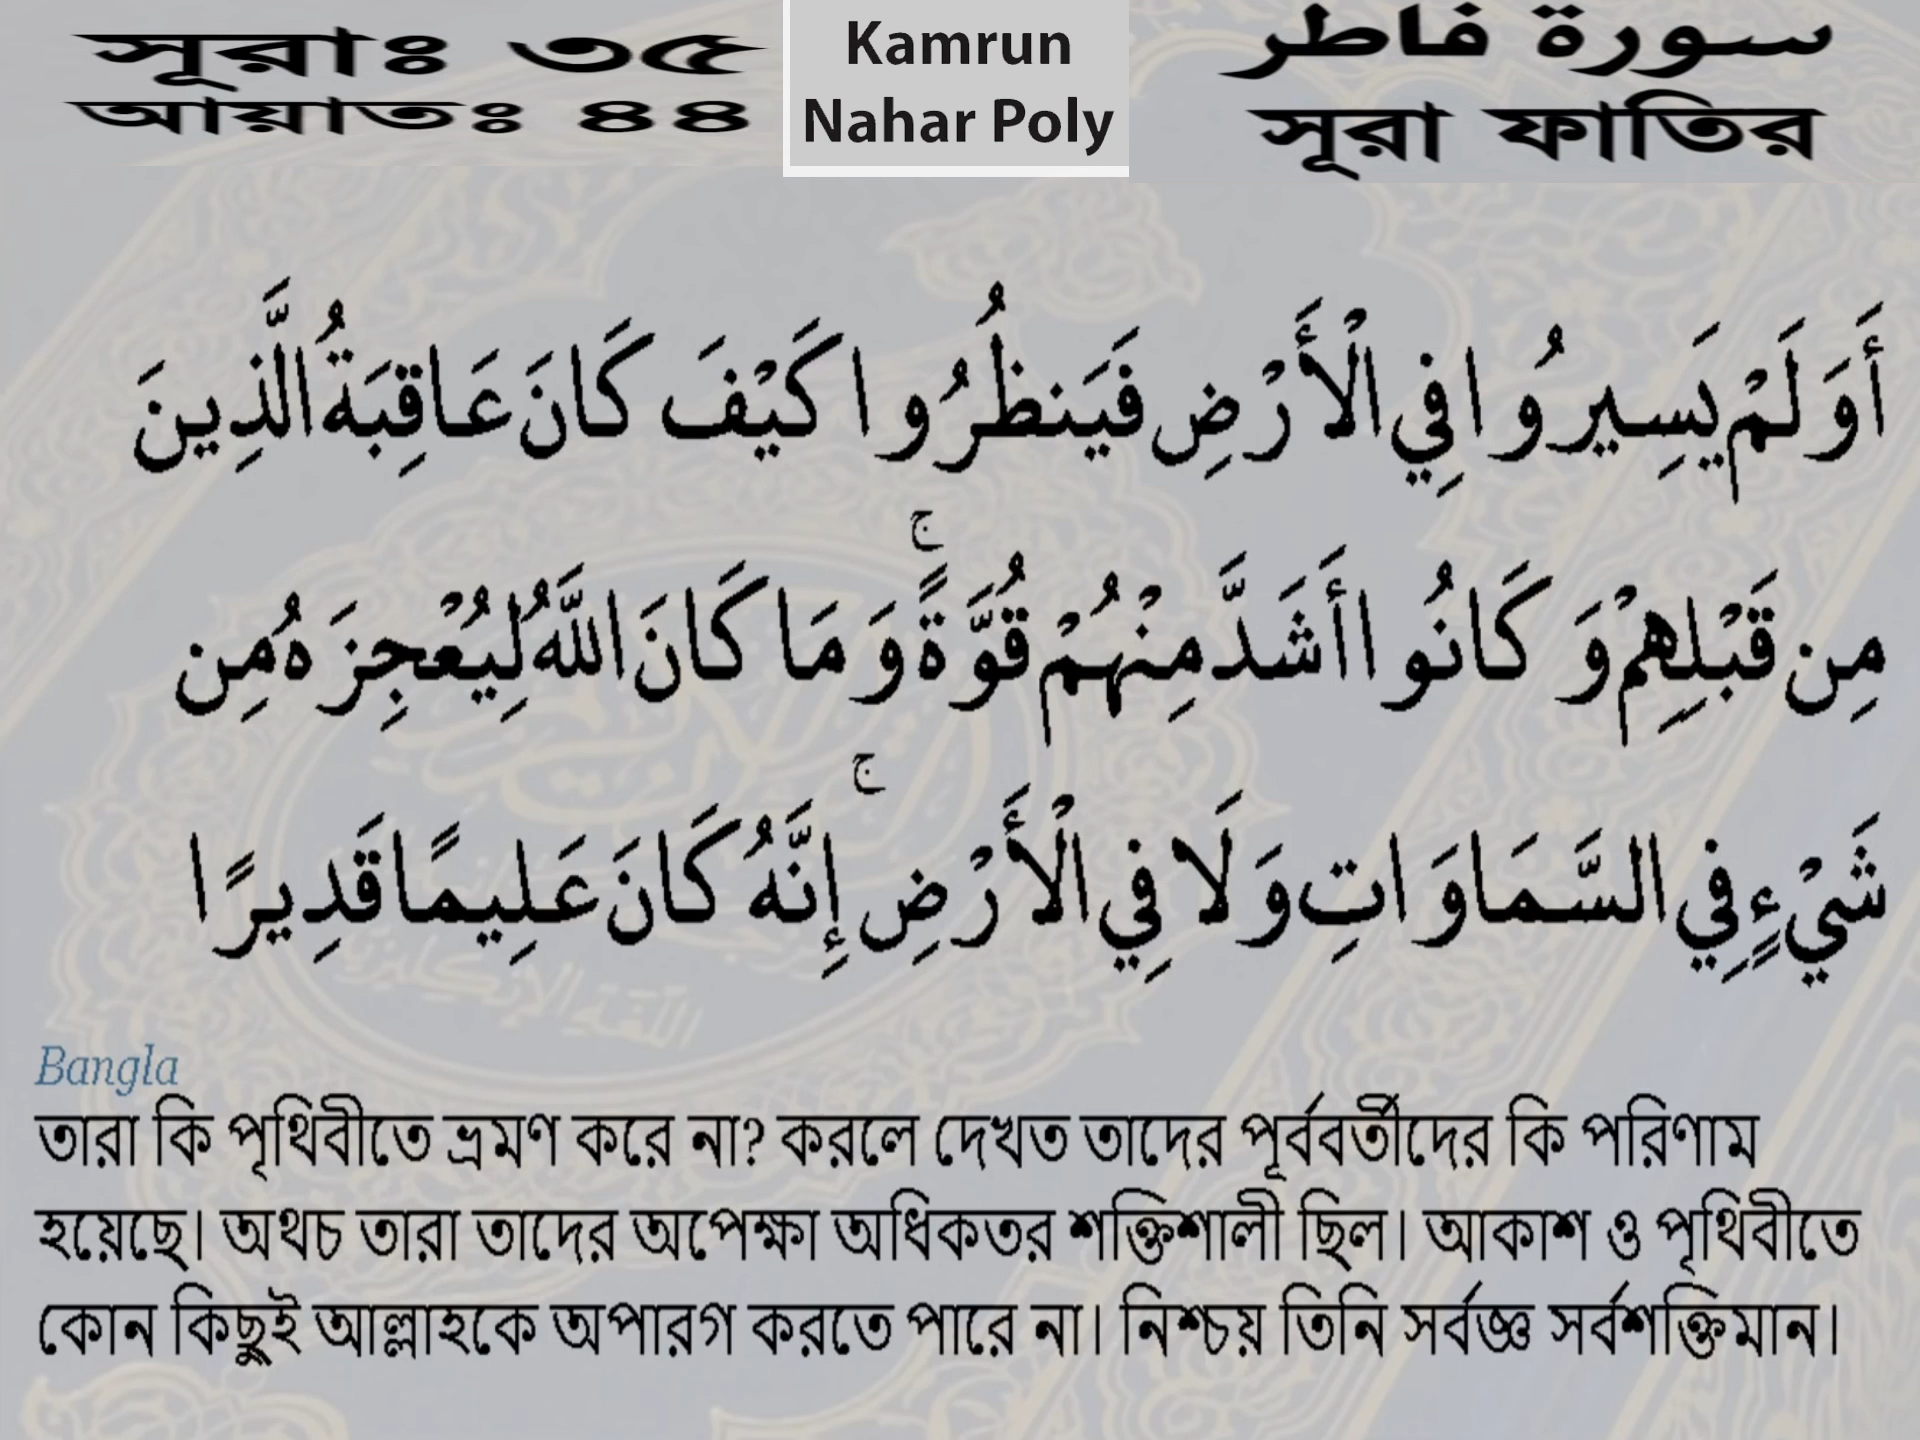 সূরাঃ ৩৫
আয়াতঃ ৪৪
Kamrun
Nahar Poly
سورة فاطر
সূরা ফাতির
أَوَلَمْ يَسِيرُوا فِي الْأَرْضِ فَيَنظُرُوا كَيْفَ كَانَ عَاقِبَةُ الَّذِينَ
مِن قَبْلِهِمْ وَكَانُوا أَشَدَّ مِنْهُمْ قُوَّةً ۚ وَمَا كَانَ اللَّهُ لِيُعْجِزَهُ مِن
شَيْءٍ فِي السَّمَاوَاتِ وَلَا فِي الْأَرْضِ ۚ إِنَّهُ كَانَ عَلِيمًا قَدِيرًا
Bangla
তারা কি পৃথিবীতে ভ্রমণ করে না? করলে দেখত তাদের পূর্ববর্তীদের কি পরিণাম
হয়েছে। অথচ তারা তাদের অপেক্ষা অধিকতর শক্তিশালী ছিল। আকাশ ও পৃথিবীতে
কোন কিছুই আল্লাহকে অপারগ করতে পারে না। নিশ্চয় তিনি সর্বজ্ঞ সর্বশক্তিমান।